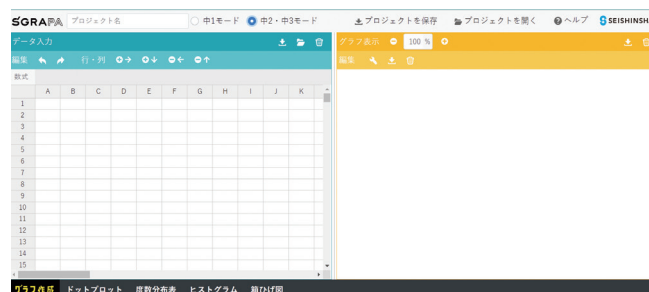 SGRAPA プロジェクト名 中1モード 中2・中3モード プロジェクトを保存 プロジェクトを開く ヘルプ SEISHINSH
データ入力 グラフ表示 100 %
編集 行・列 編集
数式
A B C D E F G H I J K
1
2
3
4
5
6
7
8
9
10
11
12
13
14
15
グラフ作成 ドットプロット 度数分布表 ヒストグラム 箱ひげ図